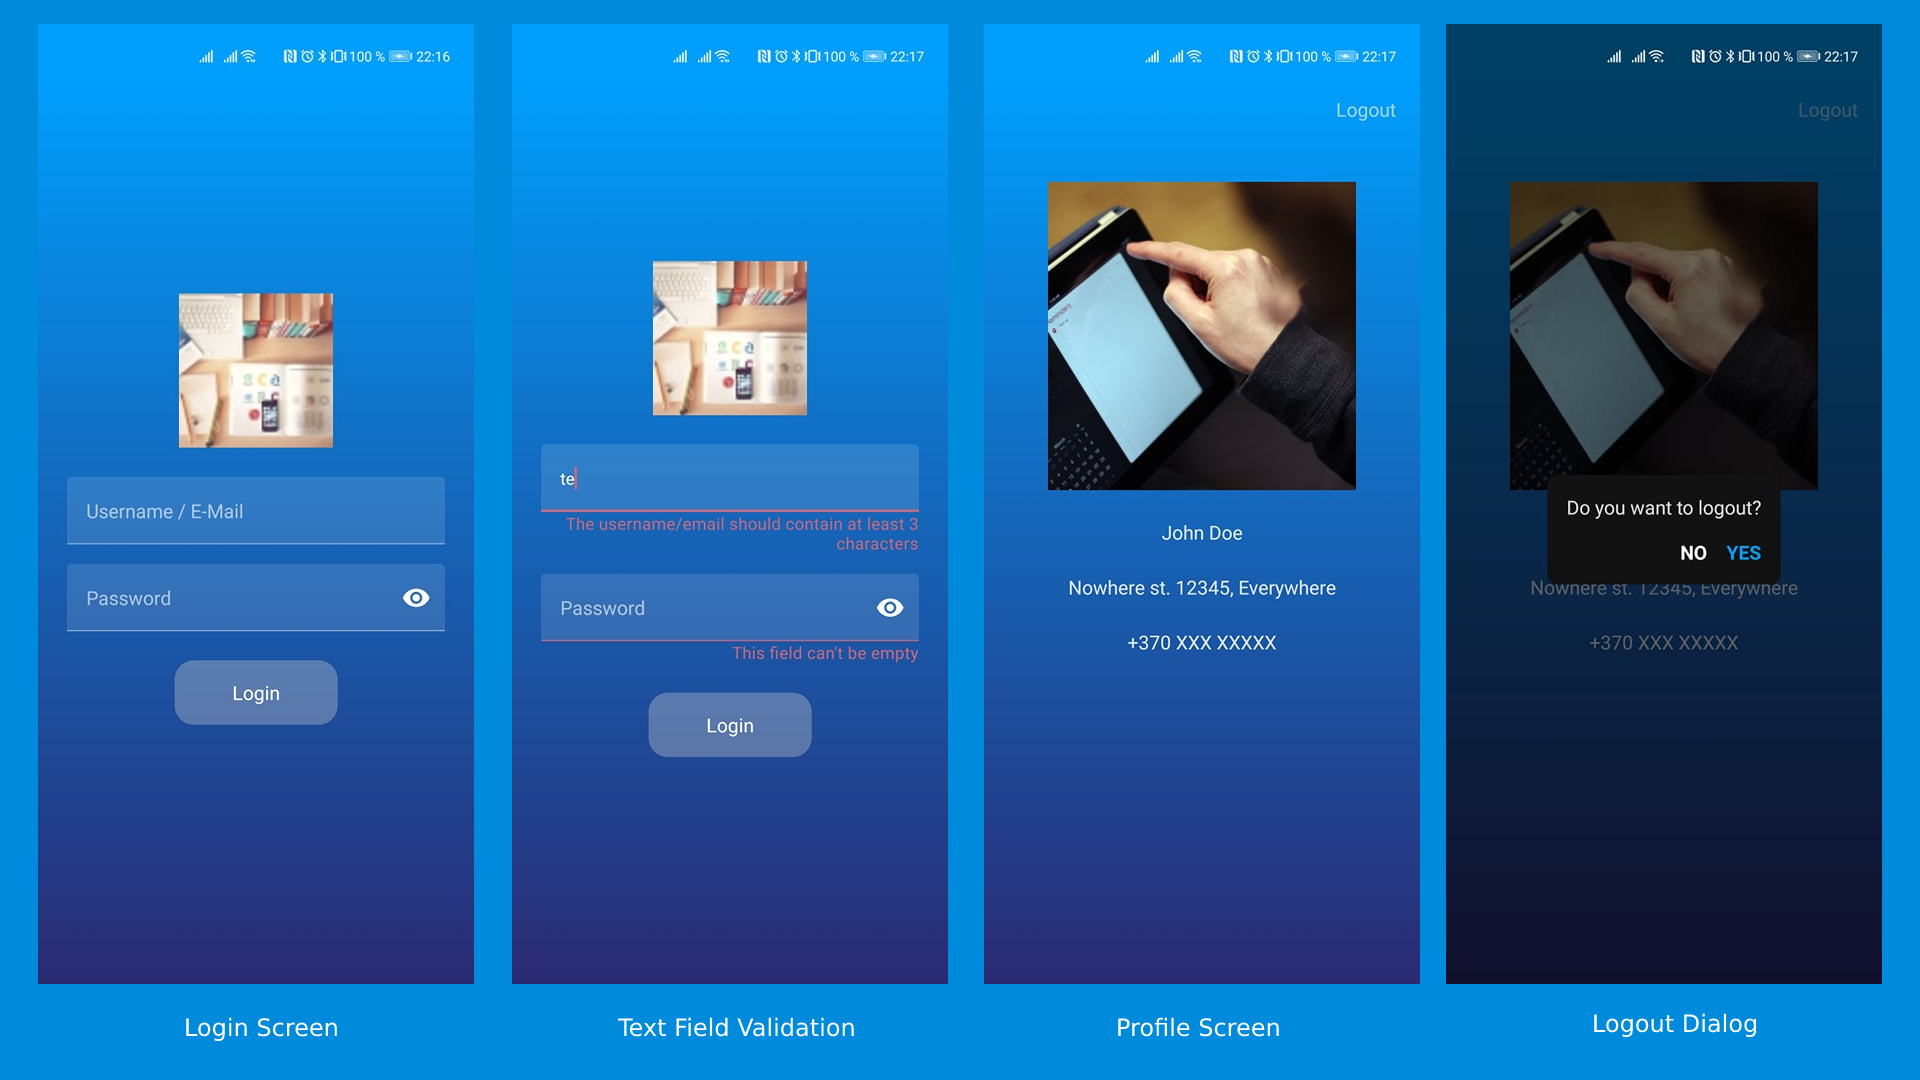 100 % 22:16
Username / E-Mail
Password
Login
Login Screen
100 % 22:17
te
The username/email should contain at least 3
characters
Password
This field can't be empty
Login
Text Field Validation
100 % 22:17
Logout
John Doe
Nowhere st. 12345, Everywhere
+370 XXX XXXXX
Profile Screen
100 % 22:17
Logout
Do you want to logout?
NO YES
Nowhere st. 12345, Everywhere
+370 XXX XXXXX
Logout Dialog